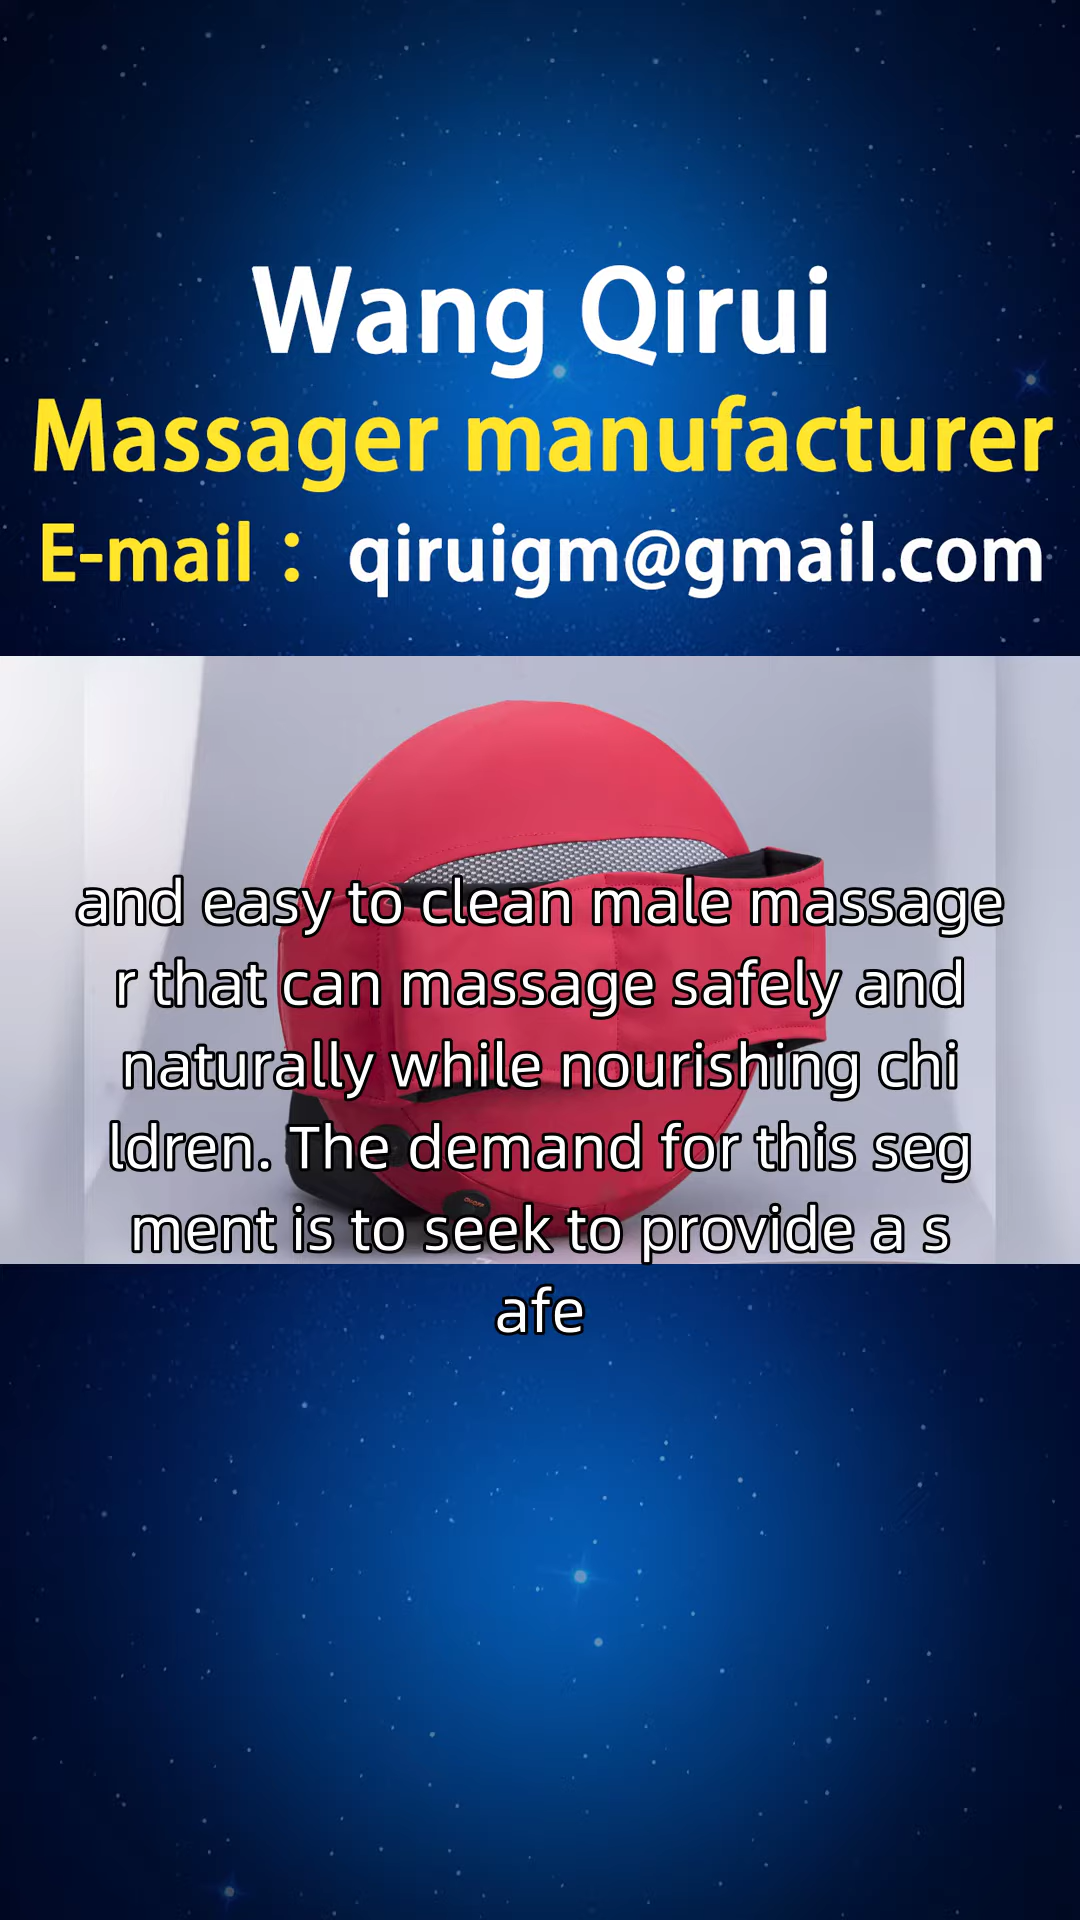 Wang Qirui
Massager manufacturer
E-mail： qiruigm@gmail.com
and easy to clean male massage
r that can massage safely and
naturally while nourishing chi
ldren. The demand for this seg
ment is to seek to provide a s
afe